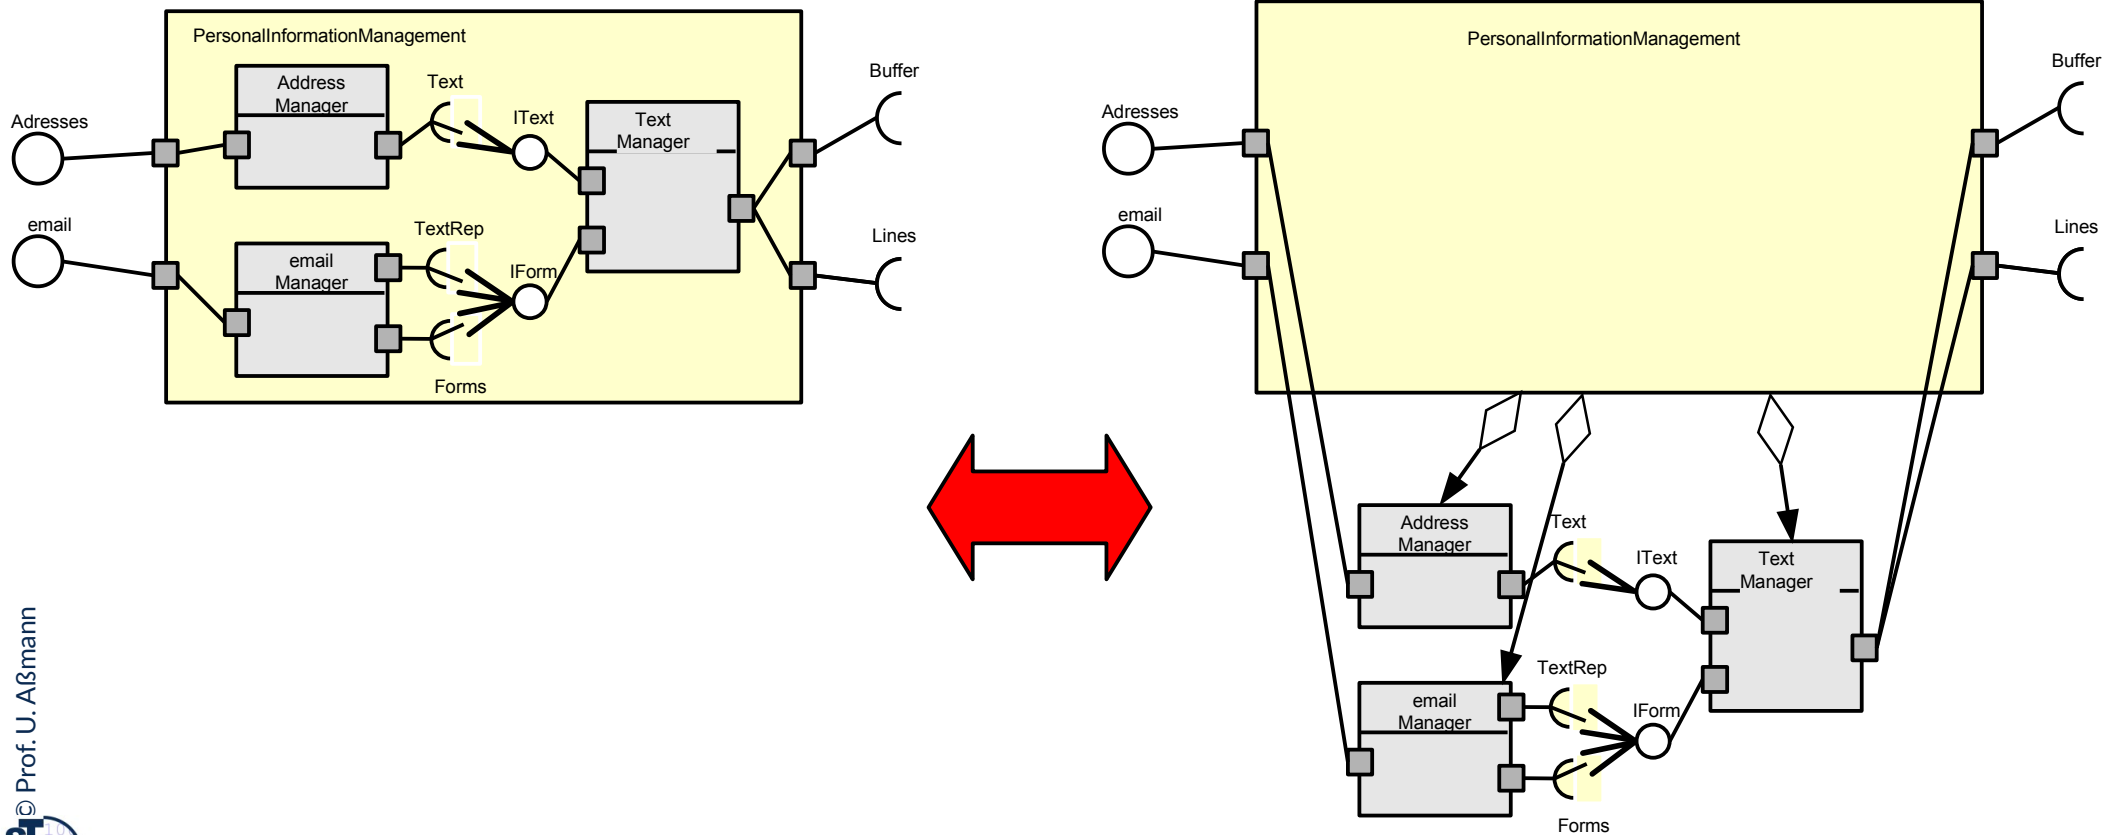 PersonalInformationManagement
Address
Manager
Text
IText
Text
Manager
Buffer
Adresses
email
email
Manager
TextRep
IForm
Forms
Lines
PersonalInformationManagement
Buffer
Adresses
email
Lines
Address
Manager
Text
IText
Text
Manager
email
Manager
TextRep
IForm
Forms
© Prof. U. Aßmann